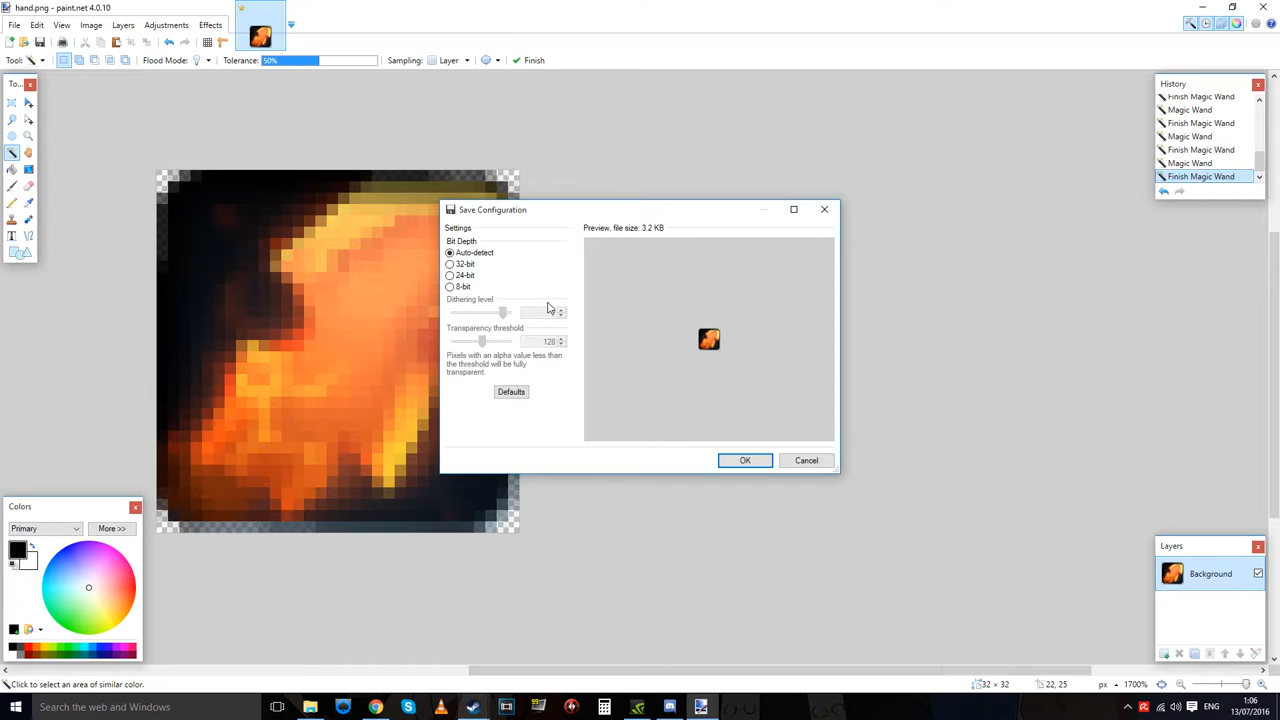 hand.png - paint.net 4.0.10
File Edit View Image Layers Adjustments Effects
Tool: Flood Mode: Tolerance: 50% Sampling: Layer Finish
To...
History
Finish Magic Wand
Magic Wand
Finish Magic Wand
Magic Wand
Finish Magic Wand
Magic Wand
Finish Magic Wand
Save Configuration
Settings
Preview, file size: 3.2 KB
Bit Depth
Auto-detect
32-bit
24-bit
8-bit
Dithering level
Transparency threshold
128
Pixels with an alpha value less than
the threshold will be fully
transparent.
Defaults
OK Cancel
Colors
Primary More >>
Layers
Background
Click to select an area of similar color.
32 × 32 22, 25 px 1700%
Search the web and Windows
ENG 1:06
13/07/2016